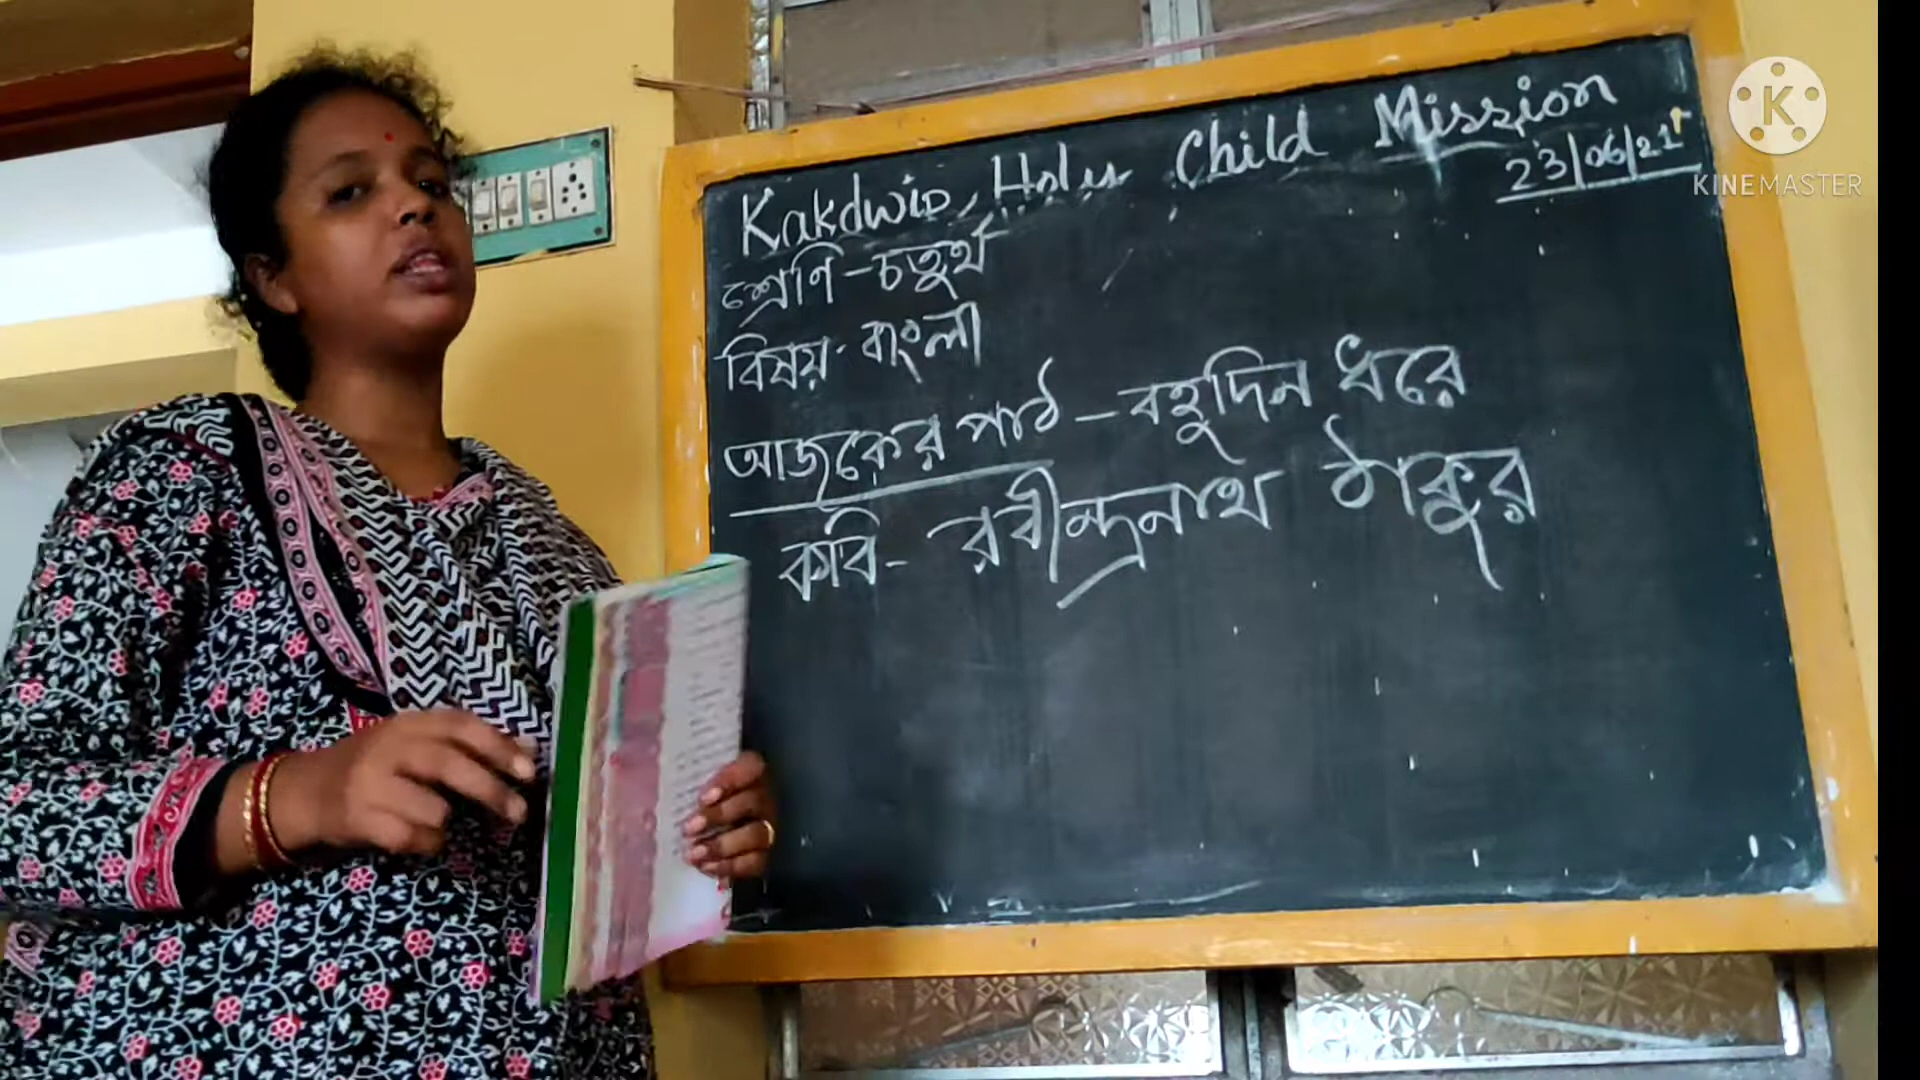 Kakdwip Holy Child Mission
23/06/21
শ্রেণি - চতুর্থ
বিষয় - বাংলা
আজকের পাঠ - বহুদিন ধরে
কবি - রবীন্দ্রনাথ ঠাকুর
K
KINEMASTER